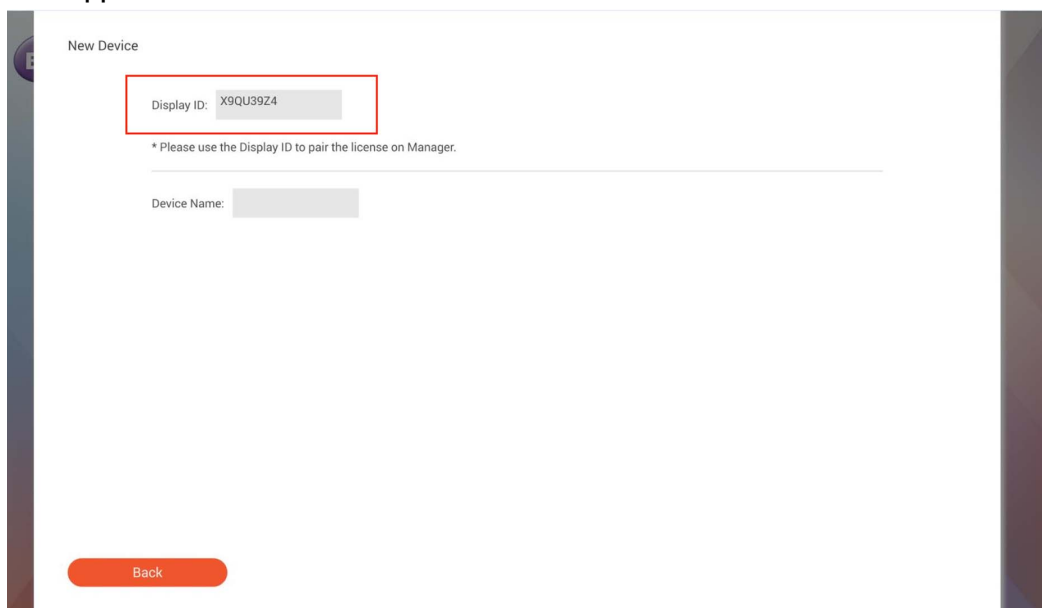 New Device
Display ID: X9QU39Z4
* Please use the Display ID to pair the license on Manager.
Device Name:
Back